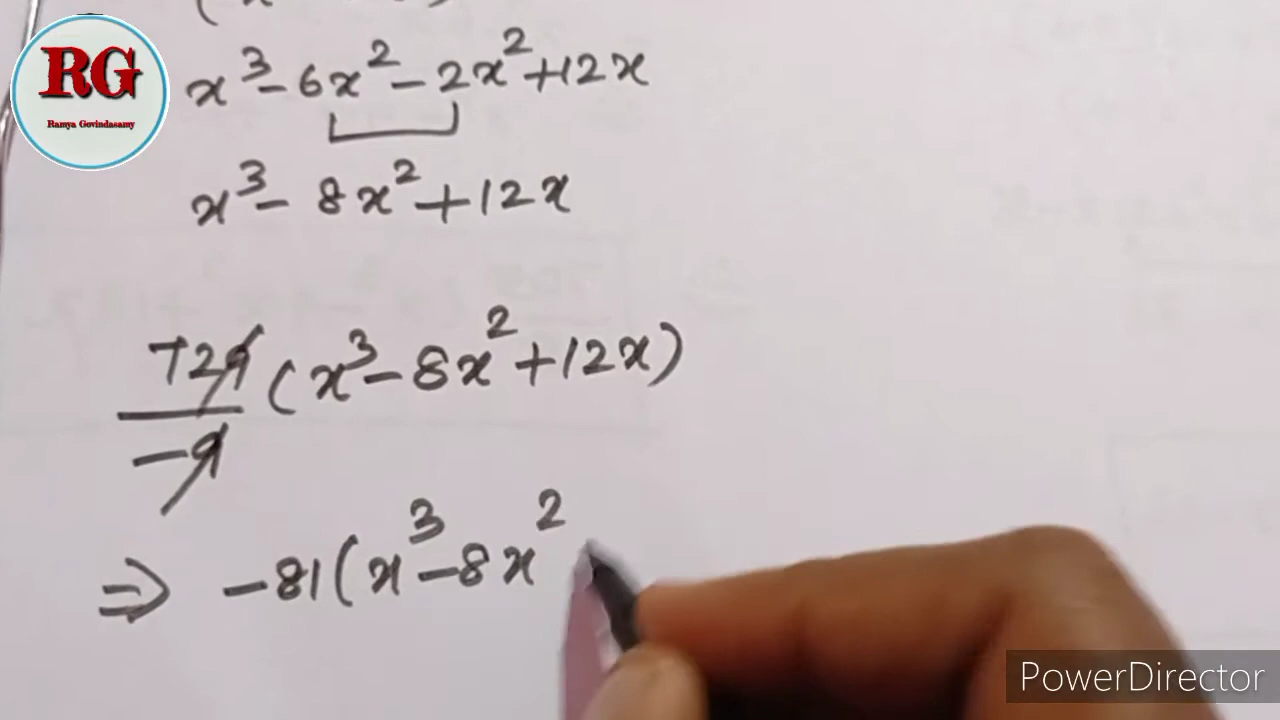 RG
Ramya Govindasamy
x³ - 6x² - 2x² + 12x
x³ - 8x² + 12x
729/-9 (x³ - 8x² + 12x)
⇒ -81(x³ - 8x²
PowerDirector